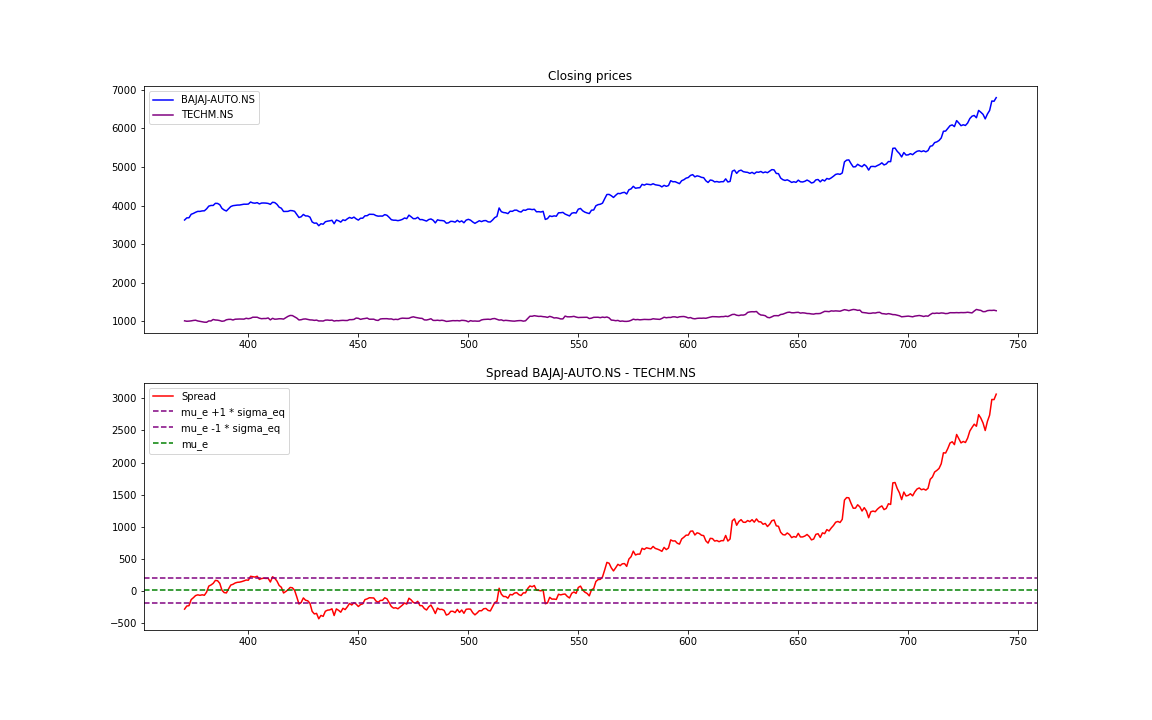 Closing prices
BAJAJ-AUTO.NS
TECHM.NS
7000
6000
5000
4000
3000
2000
1000
400 450 500 550 600 650 700 750
Spread BAJAJ-AUTO.NS - TECHM.NS
Spread
mu_e +1 * sigma_eq
mu_e -1 * sigma_eq
mu_e
3000
2500
2000
1500
1000
500
0
−500
400 450 500 550 600 650 700 750